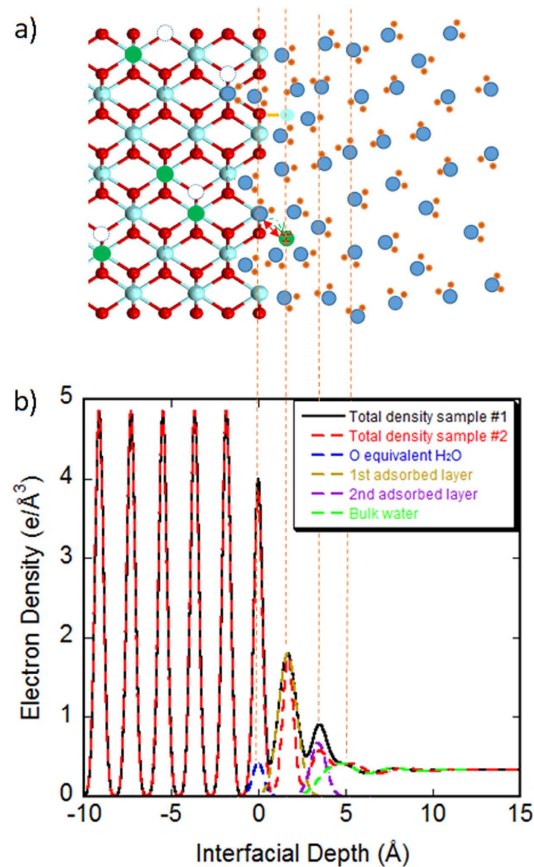 a)
b)
5
4
3
2
1
0
Electron Density (e/Å³)
Total density sample #1
Total density sample #2
O equivalent H₂O
1st adsorbed layer
2nd adsorbed layer
Bulk water
-10 -5 0 5 10 15
Interfacial Depth (Å)